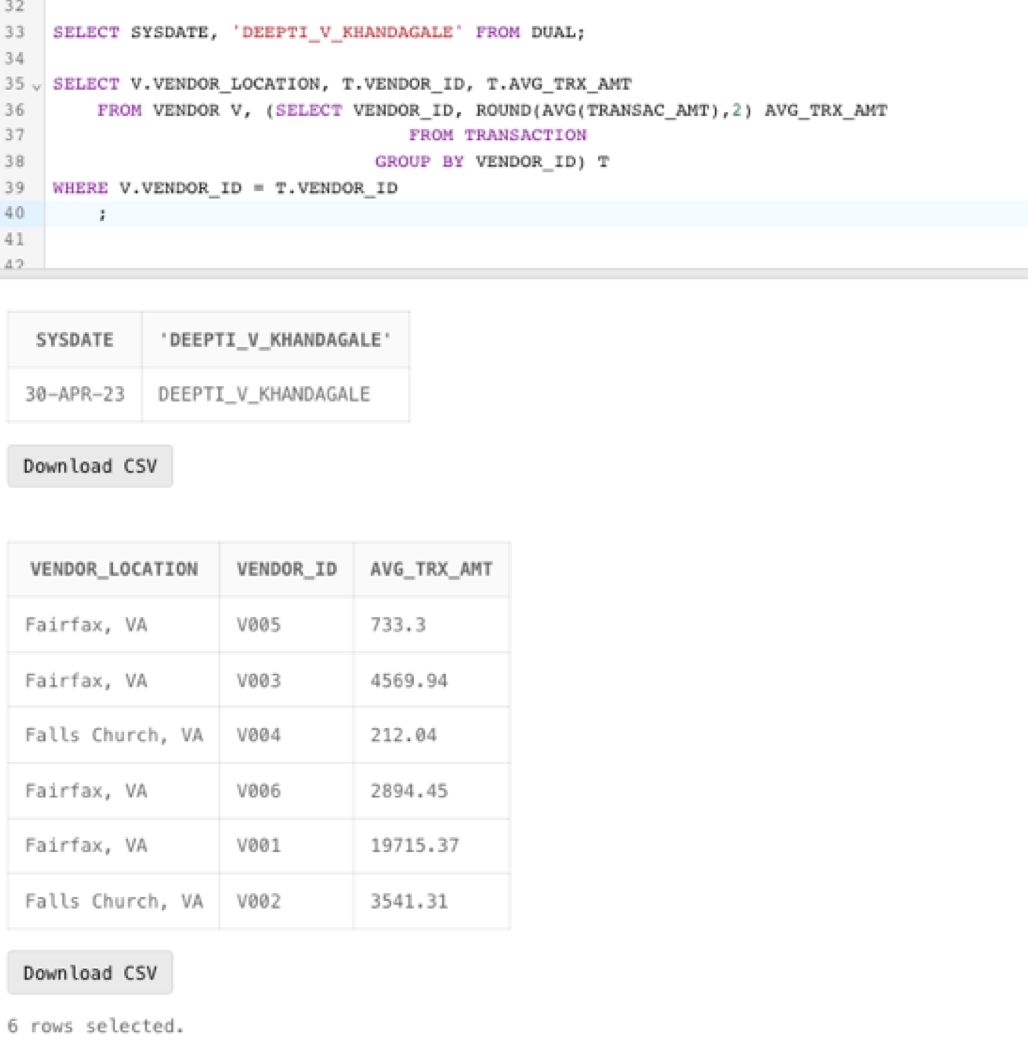 32
33 SELECT SYSDATE, 'DEEPTI_V_KHANDAGALE' FROM DUAL;
34
35 SELECT V.VENDOR_LOCATION, T.VENDOR_ID, T.AVG_TRX_AMT
36 FROM VENDOR V, (SELECT VENDOR_ID, ROUND(AVG(TRANSAC_AMT),2) AVG_TRX_AMT
37 FROM TRANSACTION
38 GROUP BY VENDOR_ID) T
39 WHERE V.VENDOR_ID = T.VENDOR_ID
40 ;
41
42
SYSDATE 'DEEPTI_V_KHANDAGALE'
30-APR-23 DEEPTI_V_KHANDAGALE
Download CSV
VENDOR_LOCATION VENDOR_ID AVG_TRX_AMT
Fairfax, VA V005 733.3
Fairfax, VA V003 4569.94
Falls Church, VA V004 212.04
Fairfax, VA V006 2894.45
Fairfax, VA V001 19715.37
Falls Church, VA V002 3541.31
Download CSV
6 rows selected.